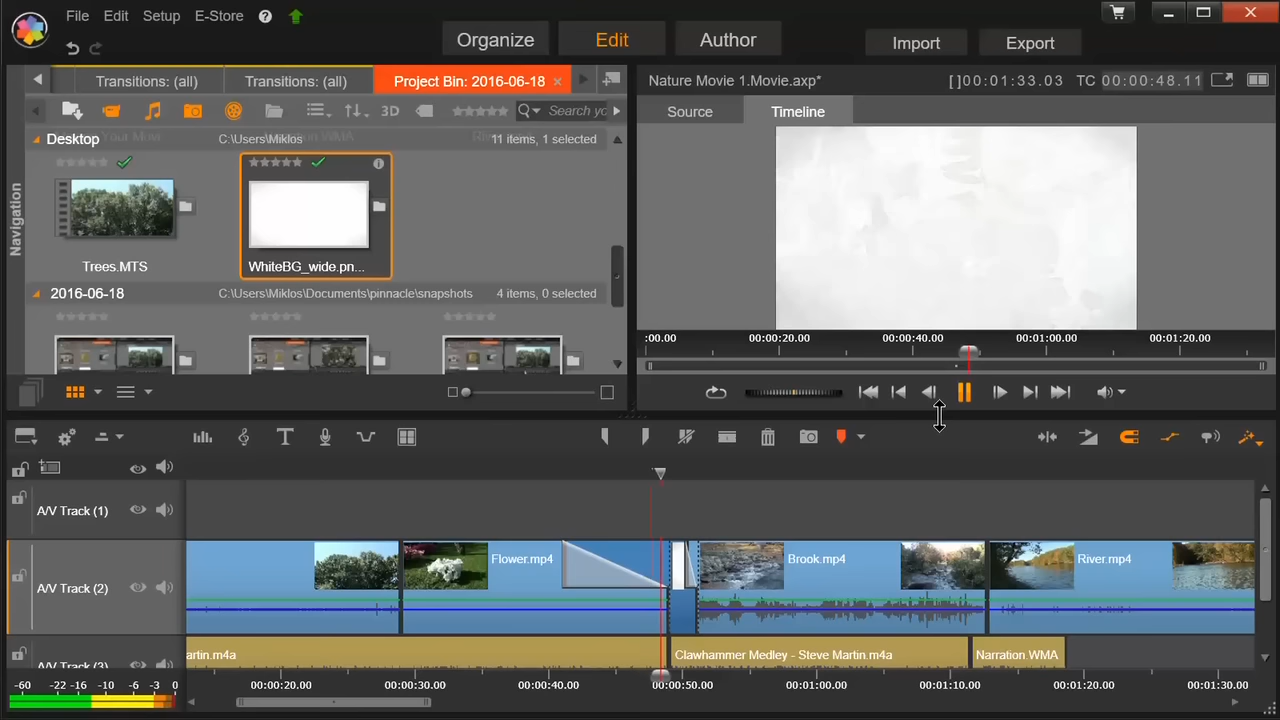 File Edit Setup E-Store ?
Organize Edit Author Import Export
Transitions: (all) Transitions: (all) Project Bin: 2016-06-18 ×
Nature Movie 1.Movie.axp* [ ]00:01:33.03 TC 00:00:48.11
3D Search yo
Source Timeline
Desktop C:\Users\Miklos 11 items, 1 selected
Navigation
Trees.MTS WhiteBG_wide.pn...
2016-06-18 C:\Users\Miklos\Documents\pinnacle\snapshots 4 items, 0 selected
:00.00 00:00:20.00 00:00:40.00 00:01:00.00 00:01:20.00
A/V Track (1)
A/V Track (2) Flower.mp4 Brook.mp4 River.mp4
A/V Track (3) artin.m4a Clawhammer Medley - Steve Martin.m4a Narration.WMA
-60 -22 -16 -10 -6 -3 0 00:00:20.00 00:00:30.00 00:00:40.00 00:00:50.00 00:01:00.00 00:01:10.00 00:01:20.00 00:01:30.00